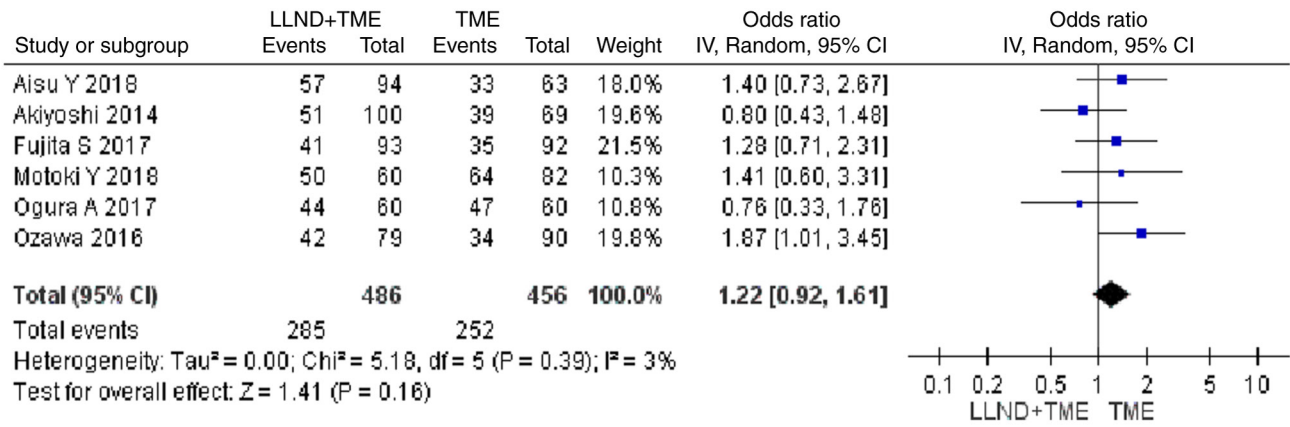 LLND+TME TME Odds ratio Odds ratio
Study or subgroup Events Total Events Total Weight IV, Random, 95% CI IV, Random, 95% CI
Aisu Y 2018 57 94 33 63 18.0% 1.40 [0.73, 2.67]
Akiyoshi 2014 51 100 39 69 19.6% 0.80 [0.43, 1.48]
Fujita S 2017 41 93 35 92 21.5% 1.28 [0.71, 2.31]
Motoki Y 2018 50 60 64 82 10.3% 1.41 [0.60, 3.31]
Ogura A 2017 44 60 47 60 10.8% 0.76 [0.33, 1.76]
Ozawa 2016 42 79 34 90 19.8% 1.87 [1.01, 3.45]
Total (95% CI) 486 456 100.0% 1.22 [0.92, 1.61]
Total events 285 252
Heterogeneity: Tau² = 0.00; Chi² = 5.18, df = 5 (P = 0.39); I² = 3%
Test for overall effect: Z = 1.41 (P = 0.16)
0.1 0.2 0.5 1 2 5 10
LLND+TME TME